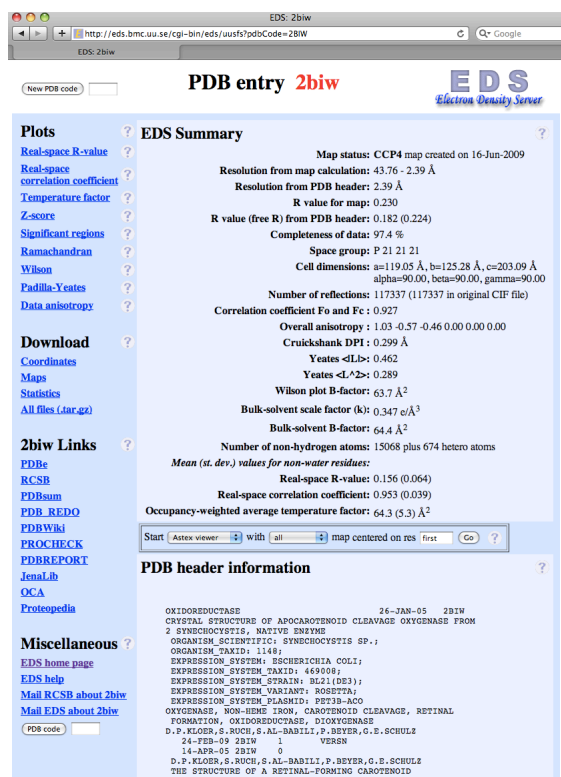 EDS: 2biw
http://eds.bmc.uu.se/cgi-bin/eds/uusfs?pdbCode=2BIW
Google
EDS: 2biw
New PDB code
PDB entry 2biw
EDS
Electron Density Server
Plots ?
Real-space R-value ?
Real-space
correlation coefficient ?
Temperature factor ?
Z-score ?
Significant regions ?
Ramachandran ?
Wilson ?
Padilla-Yeates ?
Data anisotropy ?
Download ?
Coordinates
Maps
Statistics
All files (.tar.gz)
2biw Links ?
PDBe
RCSB
PDBsum
PDB_REDO
PDBWiki
PROCHECK
PDBREPORT
JenaLib
OCA
Proteopedia
Miscellaneous ?
EDS home page
EDS help
Mail RCSB about 2biw
Mail EDS about 2biw
PDB code
EDS Summary ?
Map status: CCP4 map created on 16-Jun-2009
Resolution from map calculation: 43.76 - 2.39 Å
Resolution from PDB header: 2.39 Å
R value for map: 0.230
R value (free R) from PDB header: 0.182 (0.224)
Completeness of data: 97.4 %
Space group: P 21 21 21
Cell dimensions: a=119.05 Å, b=125.28 Å, c=203.09 Å
alpha=90.00, beta=90.00, gamma=90.00
Number of reflections: 117337 (117337 in original CIF file)
Correlation coefficient Fo and Fc : 0.927
Overall anisotropy : 1.03 -0.57 -0.46 0.00 0.00 0.00
Cruickshank DPI : 0.299 Å
Yeates <|L|>: 0.462
Yeates <L^2>: 0.289
Wilson plot B-factor: 63.7 Å²
Bulk-solvent scale factor (k): 0.347 e/Å³
Bulk-solvent B-factor: 64.4 Å²
Number of non-hydrogen atoms: 15068 plus 674 hetero atoms
Mean (st. dev.) values for non-water residues:
Real-space R-value: 0.156 (0.064)
Real-space correlation coefficient: 0.953 (0.039)
Occupancy-weighted average temperature factor: 64.3 (5.3) Å²
Start Astex viewer with all map centered on res first Go ?
PDB header information ?
OXIDOREDUCTASE 26-JAN-05 2BIW
CRYSTAL STRUCTURE OF APOCAROTENOID CLEAVAGE OXYGENASE FROM
2 SYNECHOCYSTIS, NATIVE ENZYME
ORGANISM_SCIENTIFIC: SYNECHOCYSTIS SP.;
ORGANISM_TAXID: 1148;
EXPRESSION_SYSTEM: ESCHERICHIA COLI;
EXPRESSION_SYSTEM_TAXID: 469008;
EXPRESSION_SYSTEM_STRAIN: BL21(DE3);
EXPRESSION_SYSTEM_VARIANT: ROSETTA;
EXPRESSION_SYSTEM_PLASMID: PET3B-ACO
OXYGENASE, NON-HEME IRON, CAROTENOID CLEAVAGE, RETINAL
FORMATION, OXIDOREDUCTASE, DIOXYGENASE
D.P.KLOER,S.RUCH,S.AL-BABILI,P.BEYER,G.E.SCHULZ
24-FEB-09 2BIW 1 VERSN
14-APR-05 2BIW 0
D.P.KLOER,S.RUCH,S.AL-BABILI,P.BEYER,G.E.SCHULZ
THE STRUCTURE OF A RETINAL-FORMING CAROTENOID